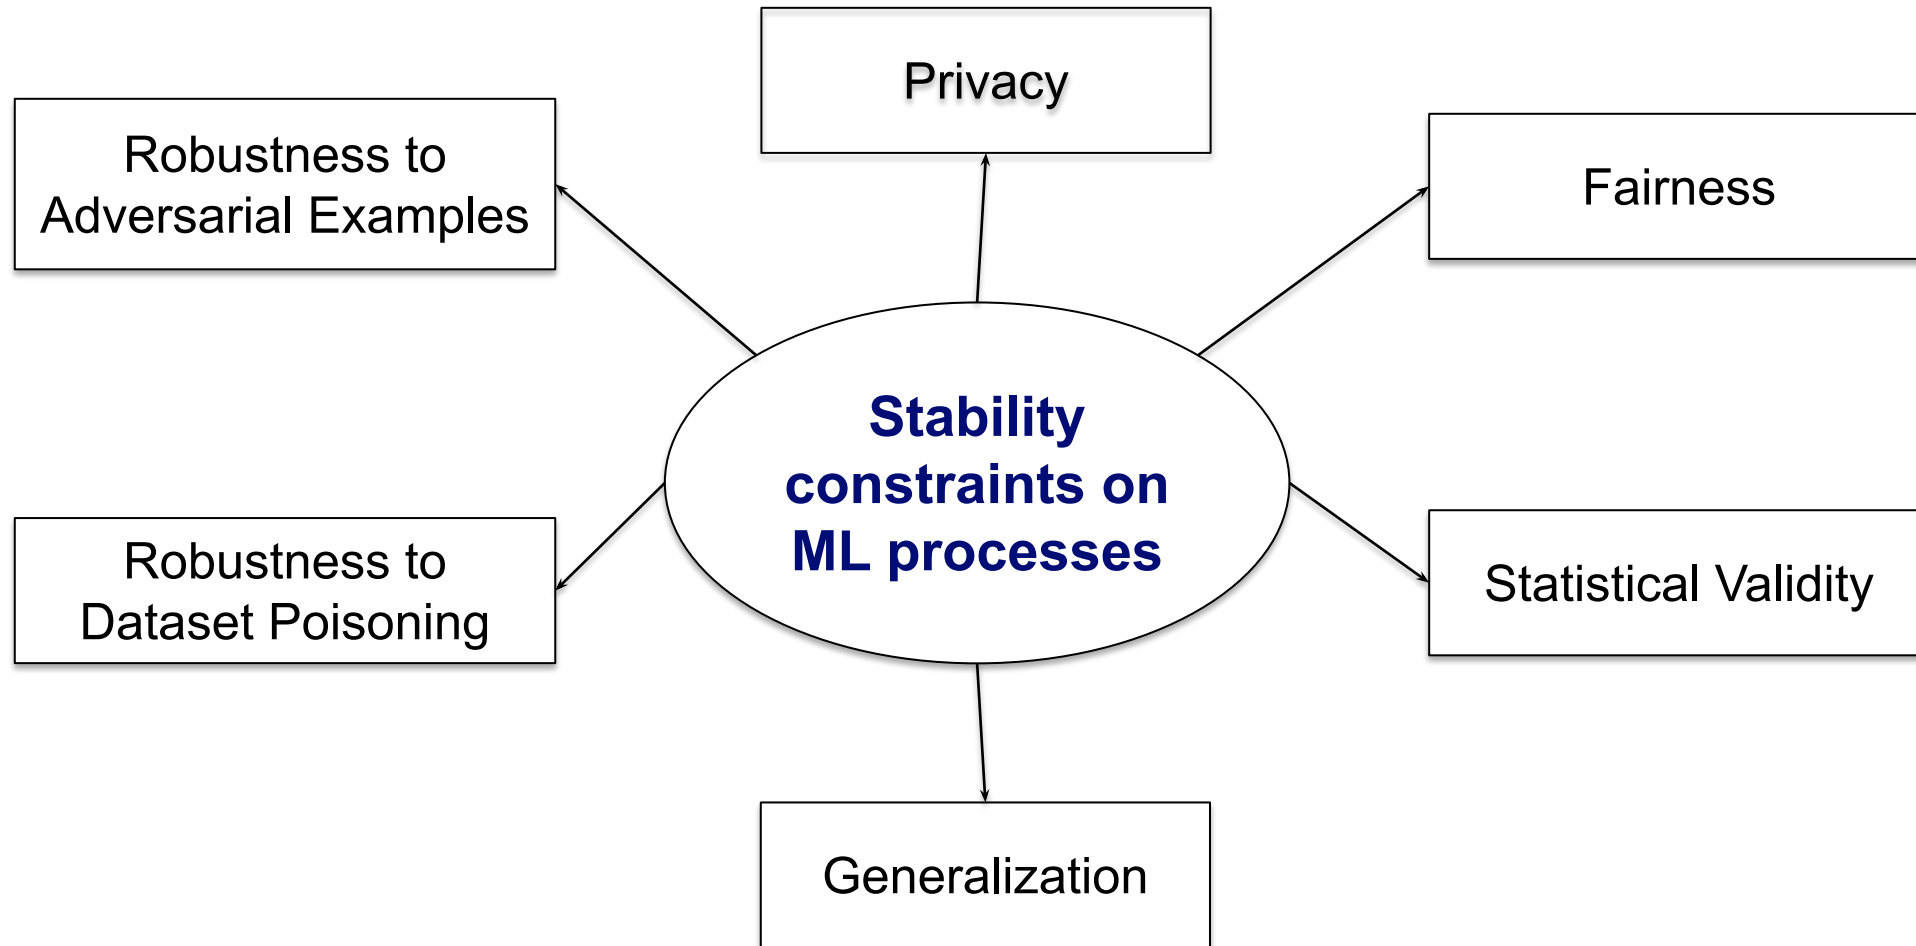 Privacy
Robustness to
Adversarial Examples
Fairness
Stability
constraints on
ML processes
Robustness to
Dataset Poisoning
Statistical Validity
Generalization